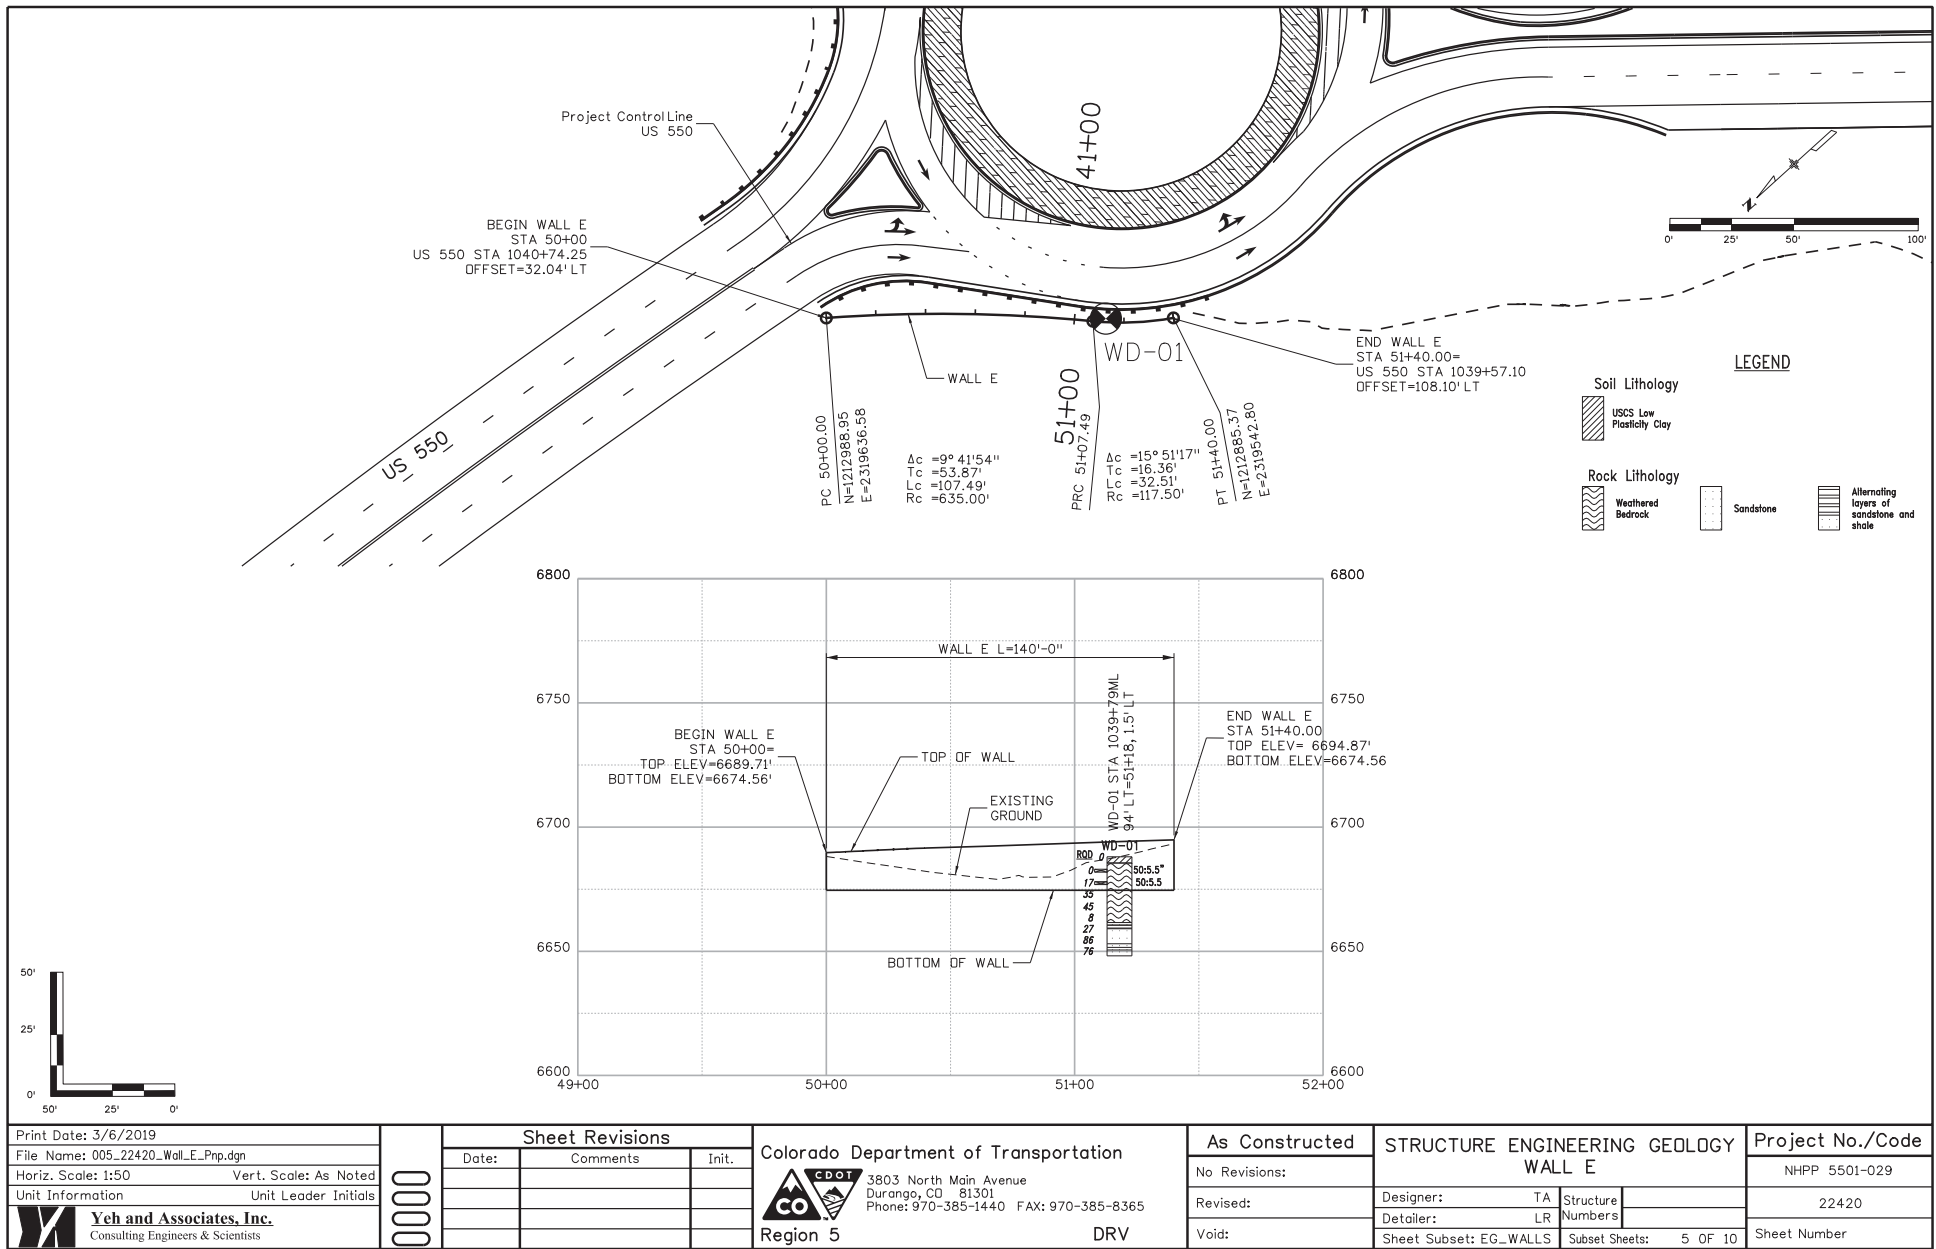 Project Control Line
US 550
41+00
BEGIN WALL E
STA 50+00
US 550 STA 1040+74.25
OFFSET=32.04' LT
N
0' 25' 50' 100'
WD-01
WALL E
51+00
END WALL E
STA 51+40.00=
US 550 STA 1039+57.10
OFFSET=108.10' LT
US 550
PC 50+00.00
N=1212988.95
E=2319636.58
Δc =9° 41'54"
Tc =53.87'
Lc =107.49'
Rc =635.00'
PRC 51+07.49
Δc =15° 51'17"
Tc =16.36'
Lc =32.51'
Rc =117.50'
PT 51+40.00
N=1212885.37
E=2319542.80
LEGEND
Soil Lithology
USCS Low
Plasticity Clay
Rock Lithology
Weathered
Bedrock
Sandstone
Alternating
layers of
sandstone and
shale
6800 6800
WALL E L=140'-0"
6750 6750
BEGIN WALL E
STA 50+00=
TOP ELEV=6689.71'
BOTTOM ELEV=6674.56'
TOP OF WALL
EXISTING
GROUND
WD-01 STA 1039+79ML
94' LT=51+18, 1.5' LT
END WALL E
STA 51+40.00
TOP ELEV= 6694.87'
BOTTOM ELEV=6674.56
6700 6700
WD-01
RQD 0
0 50:5.5"
17 50:5.5
35
45
8
27
86
76
6650 6650
BOTTOM OF WALL
6600 6600
49+00 50+00 51+00 52+00
50'
25'
0'
50' 25' 0'
Print Date: 3/6/2019
File Name: 005_22420_Wall_E_Pnp.dgn
Horiz. Scale: 1:50 Vert. Scale: As Noted
Unit Information Unit Leader Initials
Yeh and Associates, Inc.
Consulting Engineers & Scientists
Sheet Revisions
Date: Comments Init.
Colorado Department of Transportation
CDOT
CO
3803 North Main Avenue
Durango, CO 81301
Phone: 970-385-1440 FAX: 970-385-8365
Region 5 DRV
As Constructed
No Revisions:
Revised:
Void:
STRUCTURE ENGINEERING GEOLOGY
WALL E
Designer: TA
Detailer: LR
Structure
Numbers
Sheet Subset: EG_WALLS Subset Sheets: 5 OF 10
Project No./Code
NHPP 5501-029
22420
Sheet Number